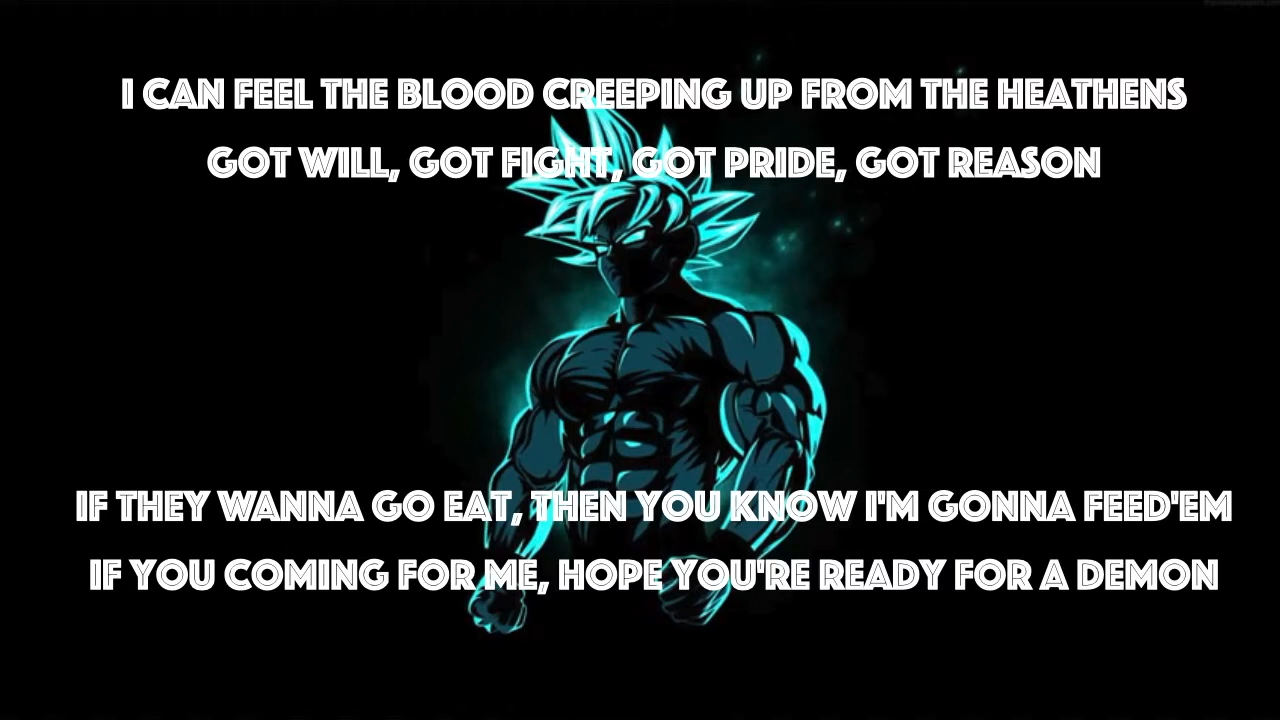 I CAN FEEL THE BLOOD CREEPING UP FROM THE HEATHENS
GOT WILL, GOT FIGHT, GOT PRIDE, GOT REASON
IF THEY WANNA GO EAT, THEN YOU KNOW I'M GONNA FEED'EM
IF YOU COMING FOR ME, HOPE YOU'RE READY FOR A DEMON